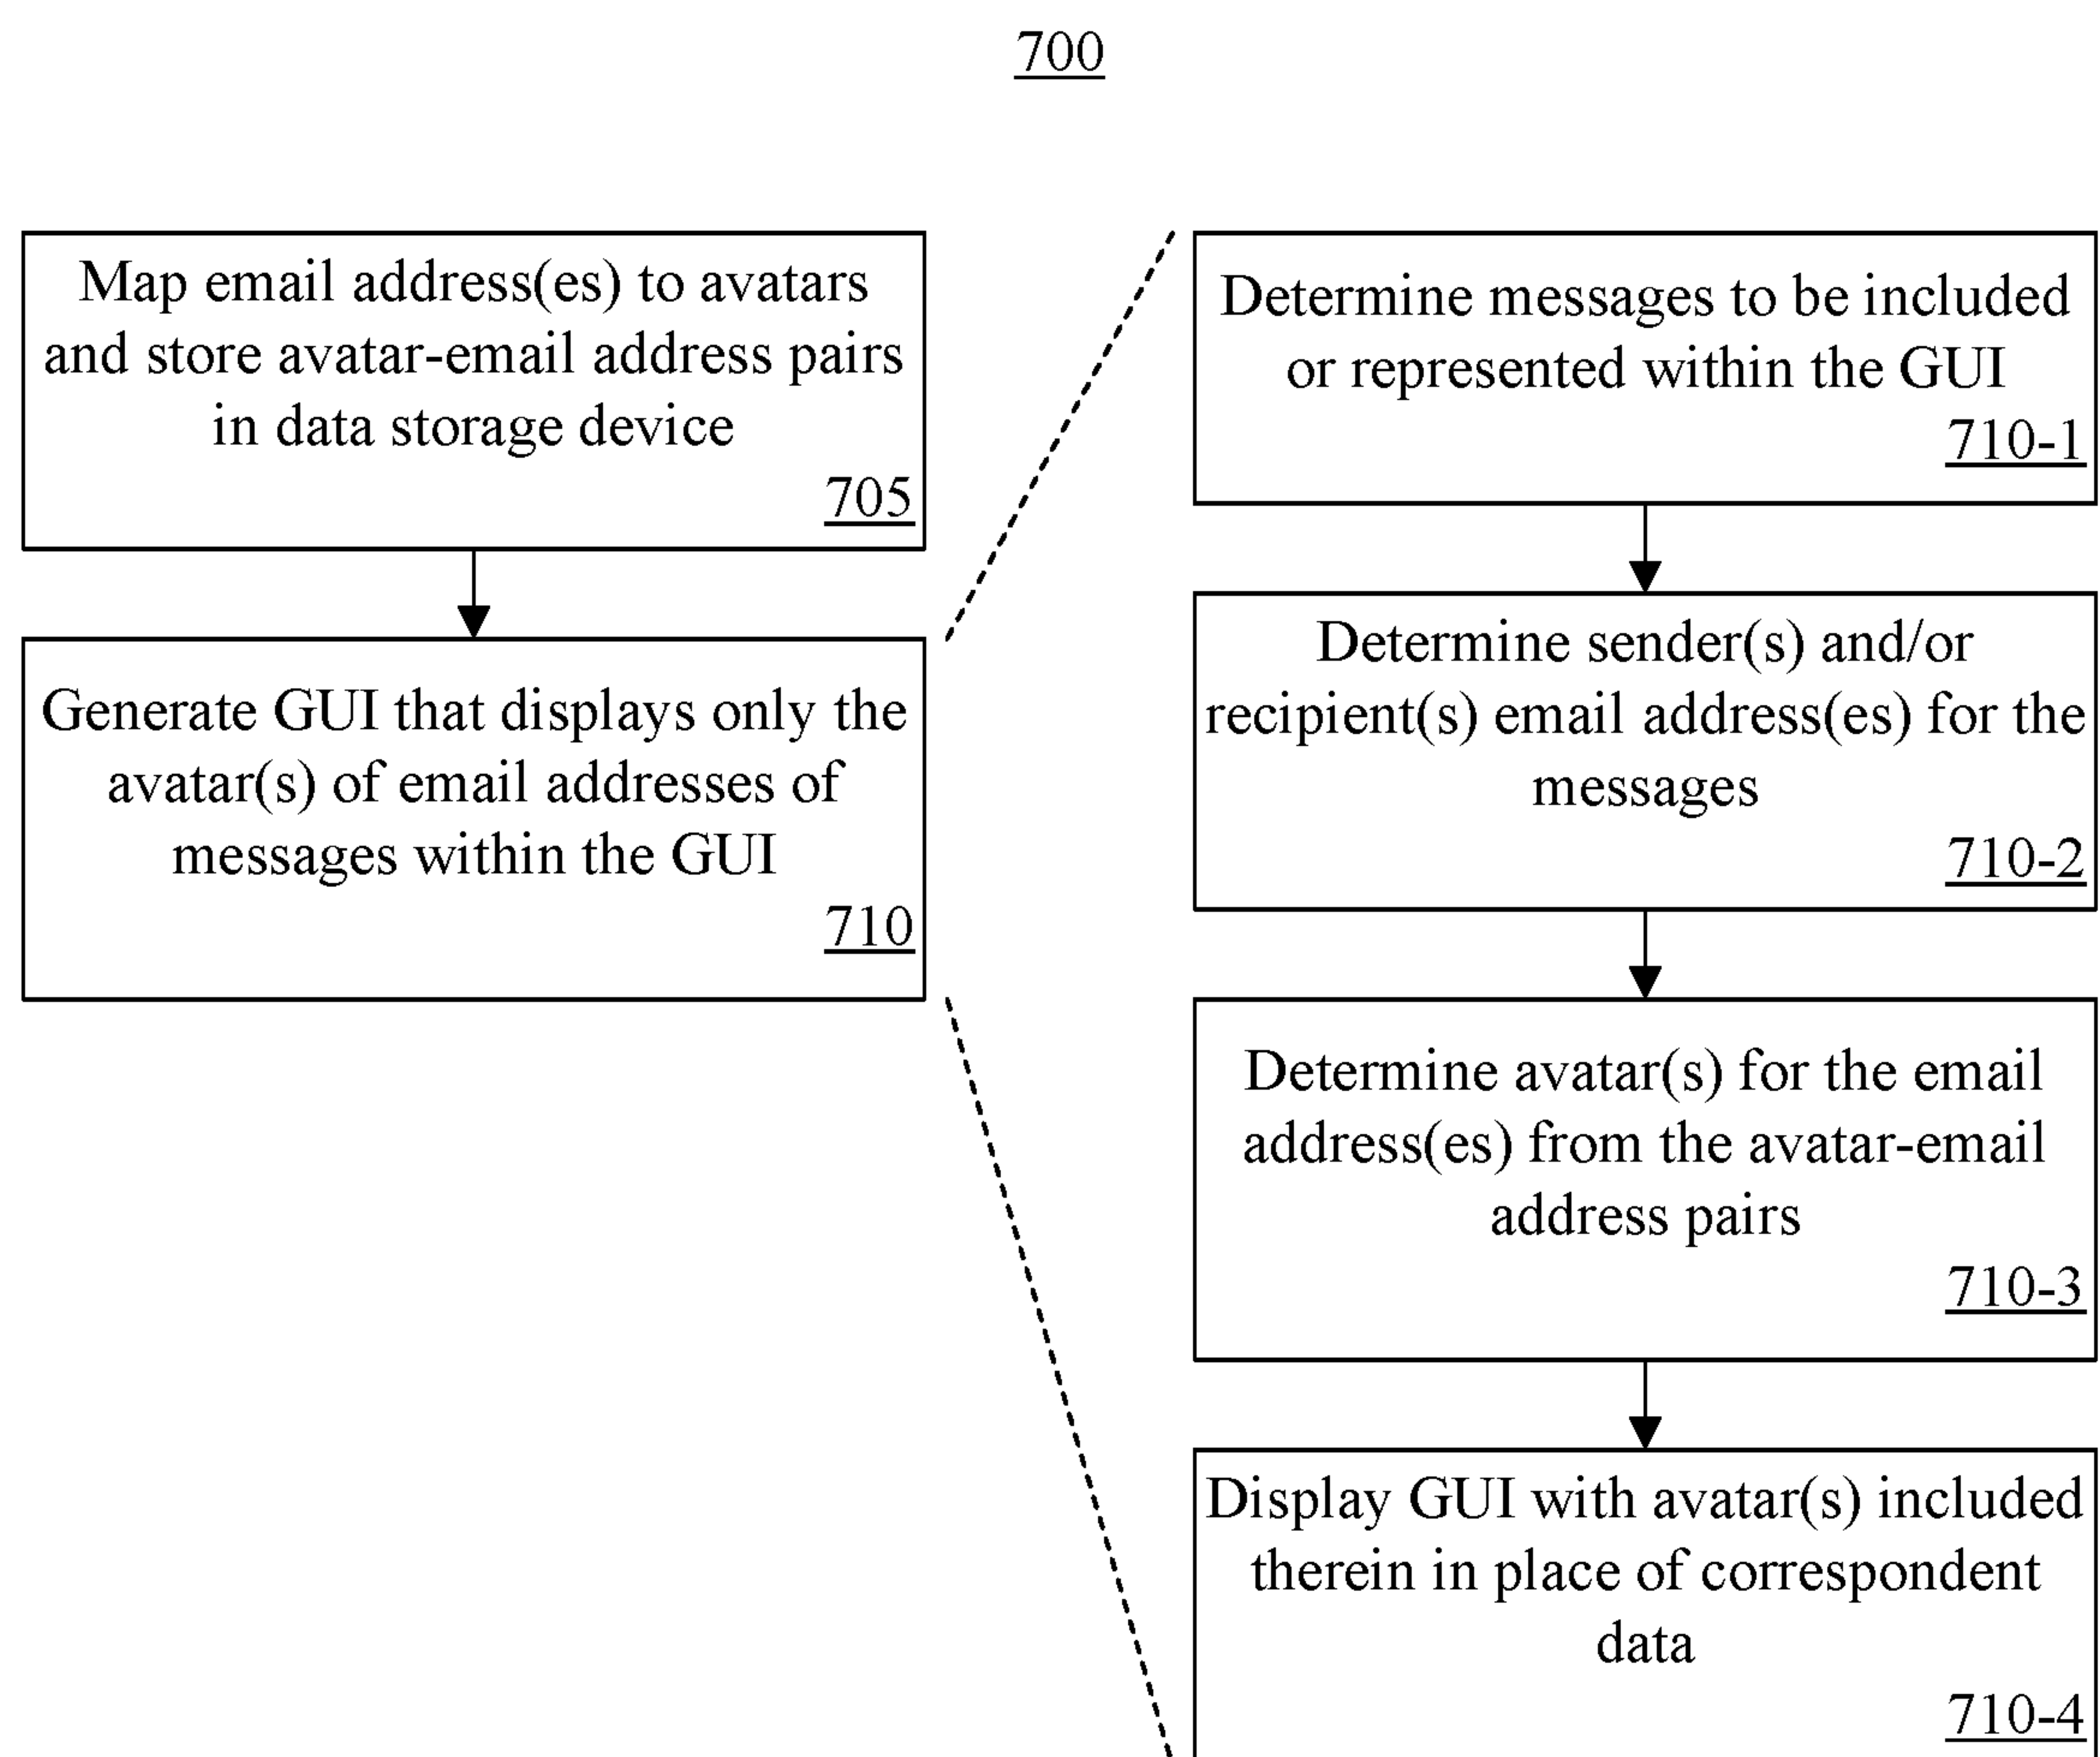 700
Map email address(es) to avatars
and store avatar-email address pairs
in data storage device
705
Generate GUI that displays only the
avatar(s) of email addresses of
messages within the GUI
710
Determine messages to be included
or represented within the GUI
710-1
Determine sender(s) and/or
recipient(s) email address(es) for the
messages
710-2
Determine avatar(s) for the email
address(es) from the avatar-email
address pairs
710-3
Display GUI with avatar(s) included
therein in place of correspondent
data
710-4